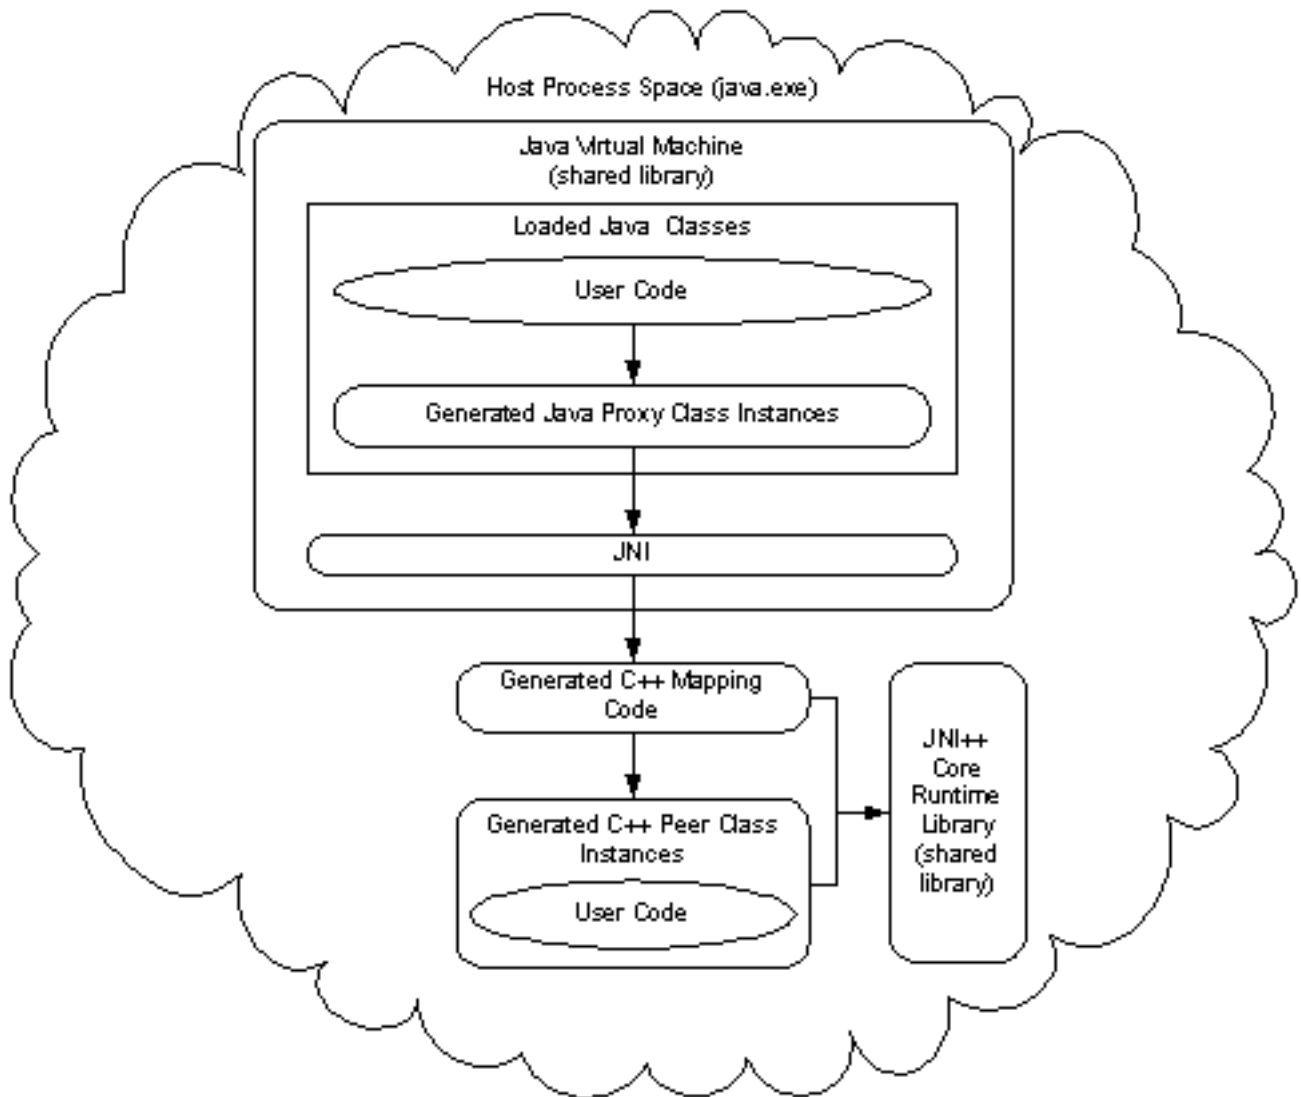 Host Process Space (java.exe)
Java Virtual Machine
(shared library)
Loaded Java Classes
User Code
Generated Java Proxy Class Instances
JNI
Generated C++ Mapping
Code
Generated C++ Peer Class
Instances
User Code
JNI++
Core
Runtime
Library
(shared
library)